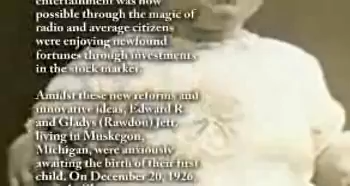 entertainment was now
possible through the magic of
radio and average citizens
were enjoying newfound
fortunes through investments
in the stock market.
Amidst these new reforms and
innovative ideas, Edward R
and Gladys (Rawdon) Jett,
living in Muskegon,
Michigan, were anxiously
awaiting the birth of their first
child. On December 20, 1926